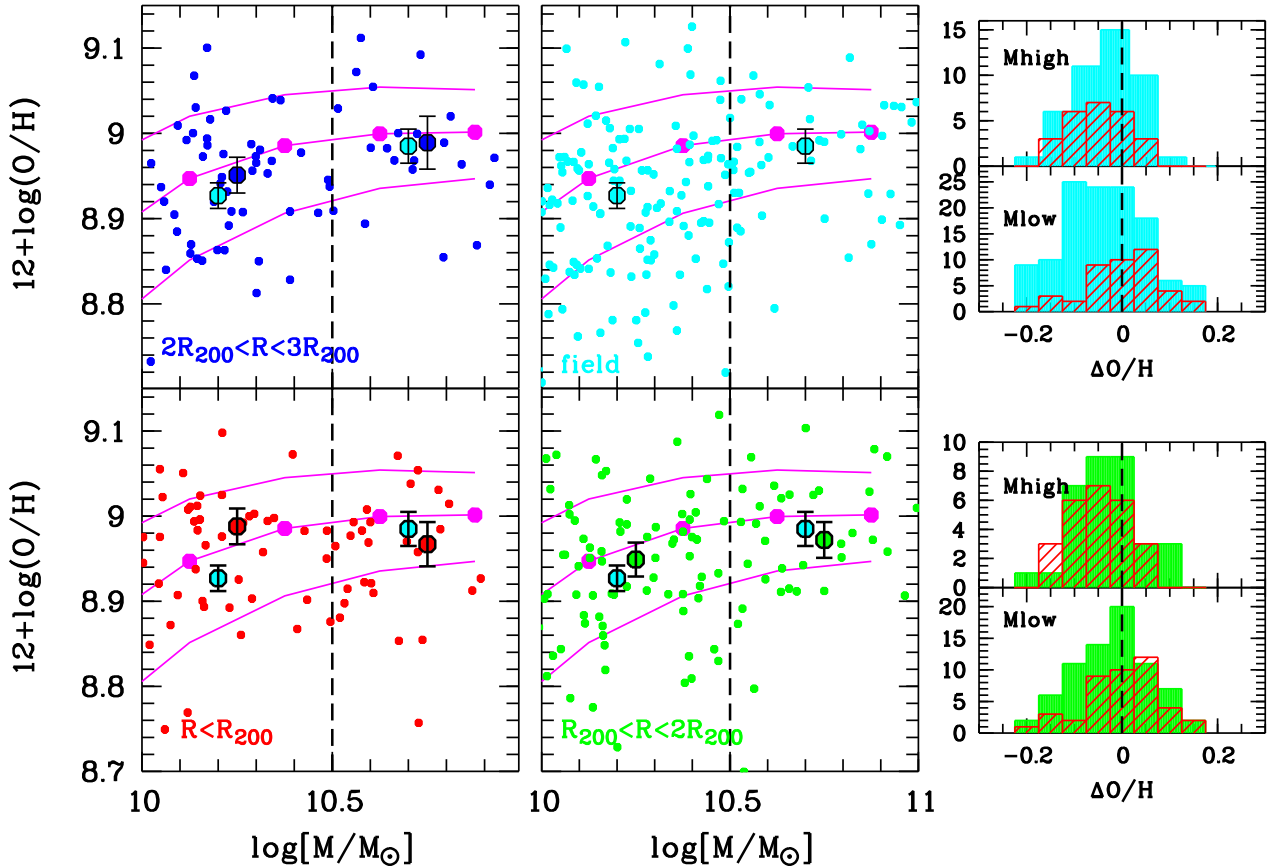 12+log(O/H)
9.1
9
8.9
8.8
2R200<R<3R200
field
Mhigh
15
10
5
0
Mlow
25
20
15
10
5
0
-0.2
0
0.2
ΔO/H
12+log(O/H)
9.1
9
8.9
8.8
8.7
R<R200
R200<R<2R200
10
10.5
10
10.5
11
log[M/M⊙]
log[M/M⊙]
Mhigh
10
8
6
4
2
0
Mlow
20
15
10
5
0
-0.2
0
0.2
ΔO/H